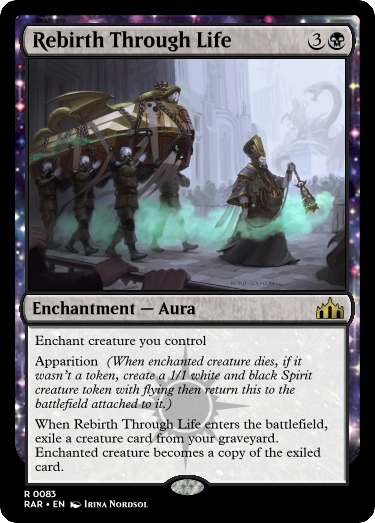 Rebirth Through Life 3
Enchantment — Aura
Enchant creature you control
Apparition (When enchanted creature dies, if it
wasn't a token, create a 1/1 white and black Spirit
creature token with flying then return this to the
battlefield attached to it.)
When Rebirth Through Life enters the battlefield,
exile a creature card from your graveyard.
Enchanted creature becomes a copy of the exiled
card.
R 0083
RAR • EN Irina Nordsol